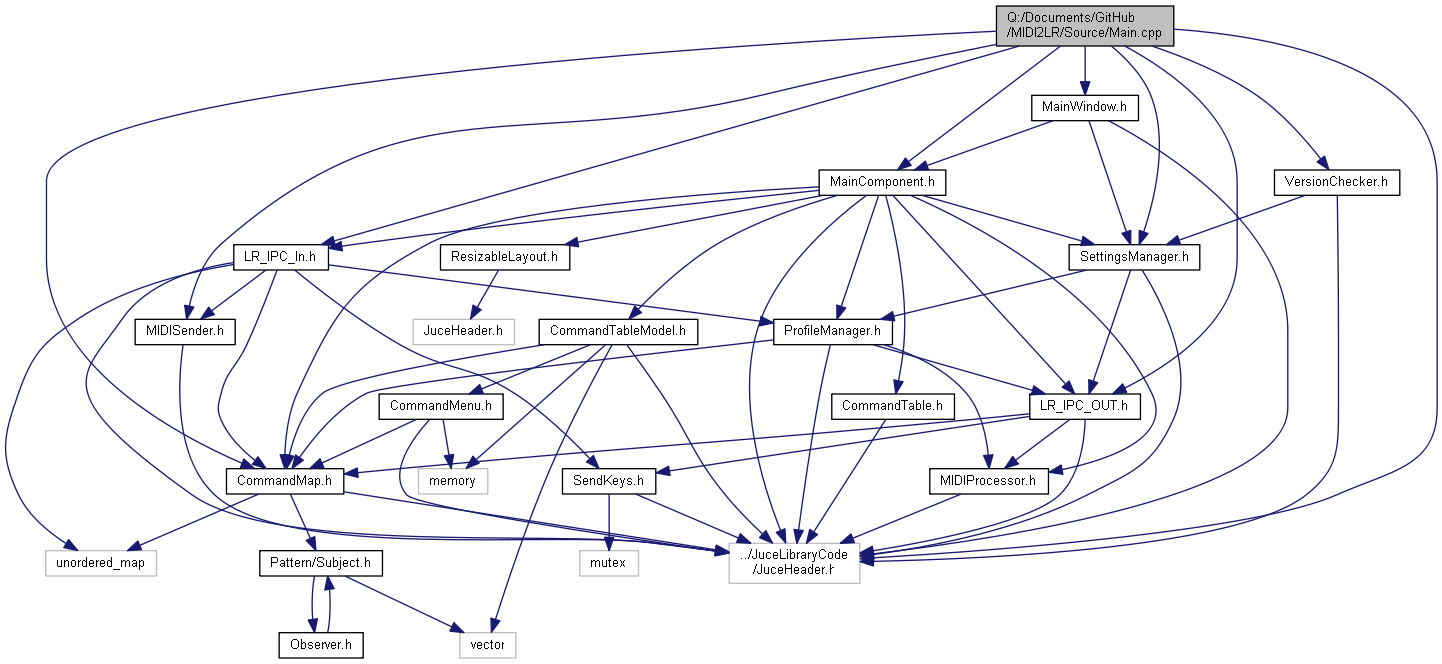 Q:/Documents/GitHub
/MIDI2LR/Source/Main.cpp
MainWindow.h
MainComponent.h
VersionChecker.h
LR_IPC_In.h
ResizableLayout.h
SettingsManager.h
MIDISender.h
JuceHeader.h
CommandTableModel.h
ProfileManager.h
CommandMenu.h
CommandTable.h
LR_IPC_OUT.h
CommandMap.h
memory
SendKeys.h
MIDIProcessor.h
unordered_map
Pattern/Subject.h
mutex
../JuceLibraryCode
/JuceHeader.h
Observer.h
vector